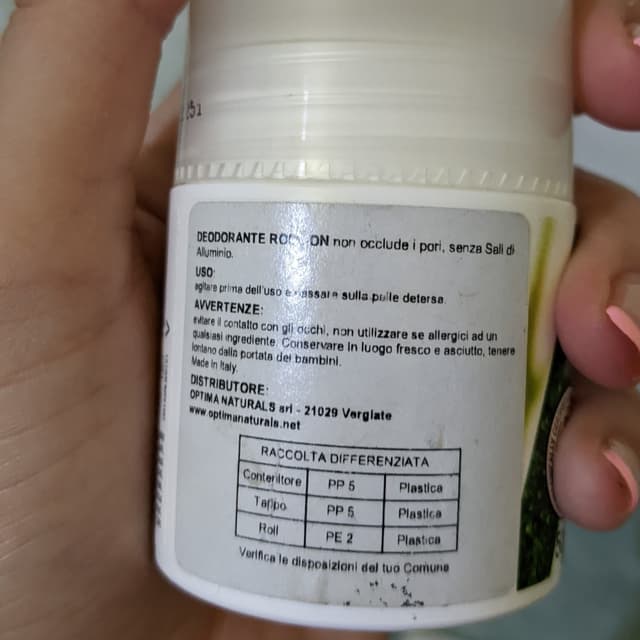 DEODORANTE ROLL-ON non occlude i pori, senza Sali di
Alluminio.
USO:
agitare prima dell'uso e passare sulla pelle detersa.
AVVERTENZE:
evitare il contatto con gli occhi, non utilizzare se allergici ad un
qualsiasi ingrediente. Conservare in luogo fresco e asciutto, tenere
lontano dalla portata dei bambini.
Made in Italy.
DISTRIBUTORE:
OPTIMA NATURALS srl - 21029 Vergiate
www.optimanaturals.net
RACCOLTA DIFFERENZIATA
Contenitore PP 5 Plastica
Tappo PP 5 Plastica
Roll PE 2 Plastica
Verifica le disposizioni del tuo Comune